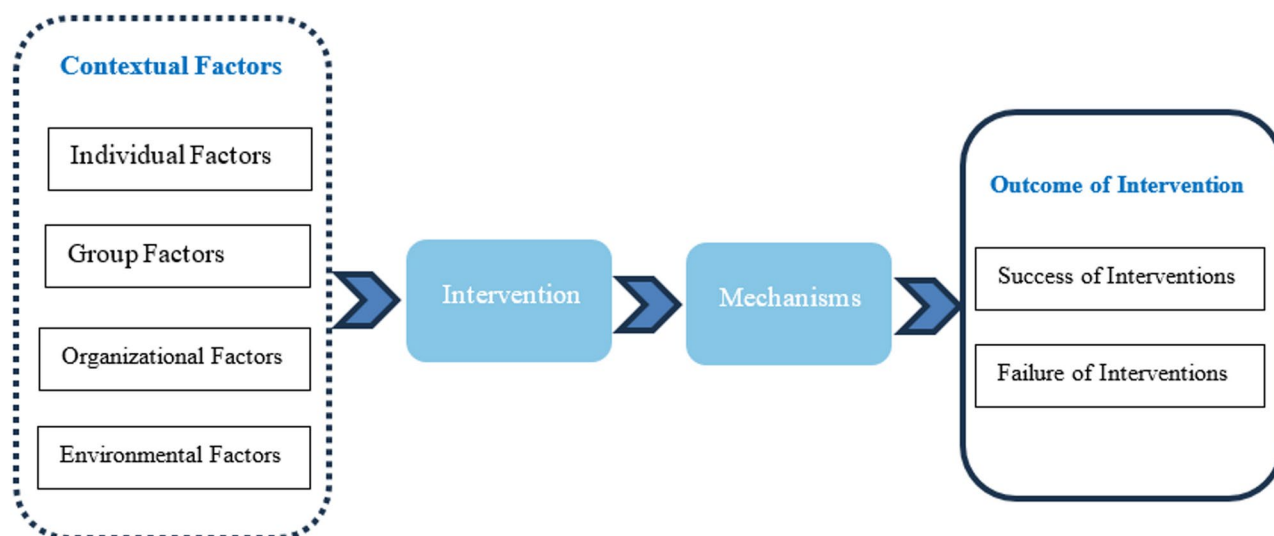 Contextual Factors
Individual Factors
Group Factors
Organizational Factors
Environmental Factors
Intervention
Mechanisms
Outcome of Intervention
Success of Interventions
Failure of Interventions